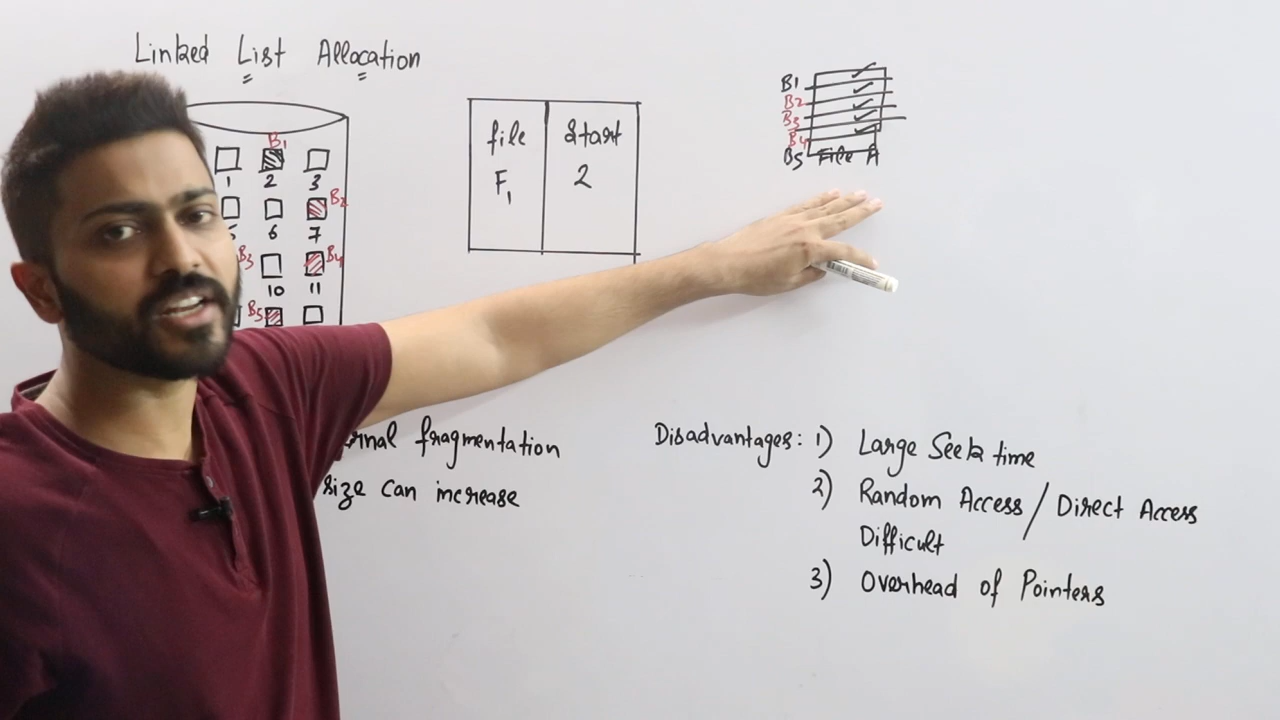 Linked List Allocation
B1
1 2 3
B2
6 7
B3 B4
10 11
B5
file Start
F1 2
B1
B2
B3
B4
B5 File A
fragmentation
size can increase
Disadvantages: 1) Large Seek time
2) Random Access / Direct Access
Difficult
3) Overhead of Pointers